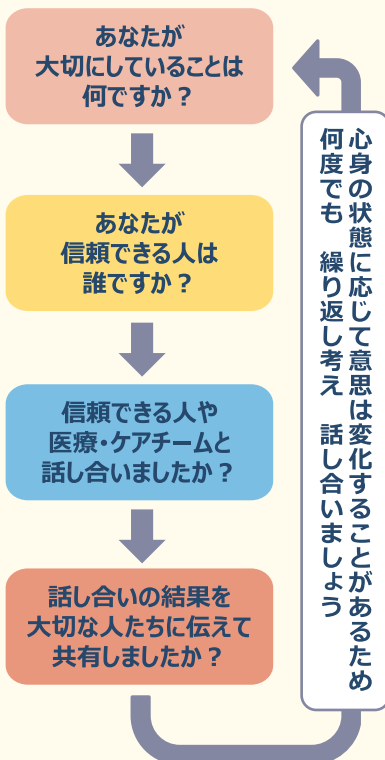 あなたが
大切にしていることは
何ですか？
あなたが
信頼できる人は
誰ですか？
信頼できる人や
医療・ケアチームと
話し合いましたか？
話し合いの結果を
大切な人たちに伝えて
共有しましたか？
心身の状態に応じて意思は変化することがあるため
何度でも　繰り返し考え　話し合いましょう